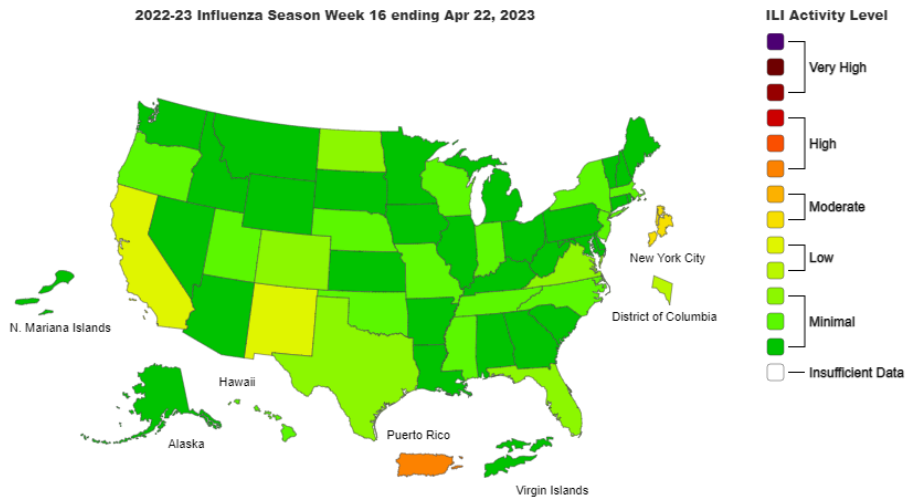 2022-23 Influenza Season Week 16 ending Apr 22, 2023
ILI Activity Level
Very High
High
Moderate
Low
Minimal
Insufficient Data
New York City
District of Columbia
N. Mariana Islands
Hawaii
Alaska
Puerto Rico
Virgin Islands